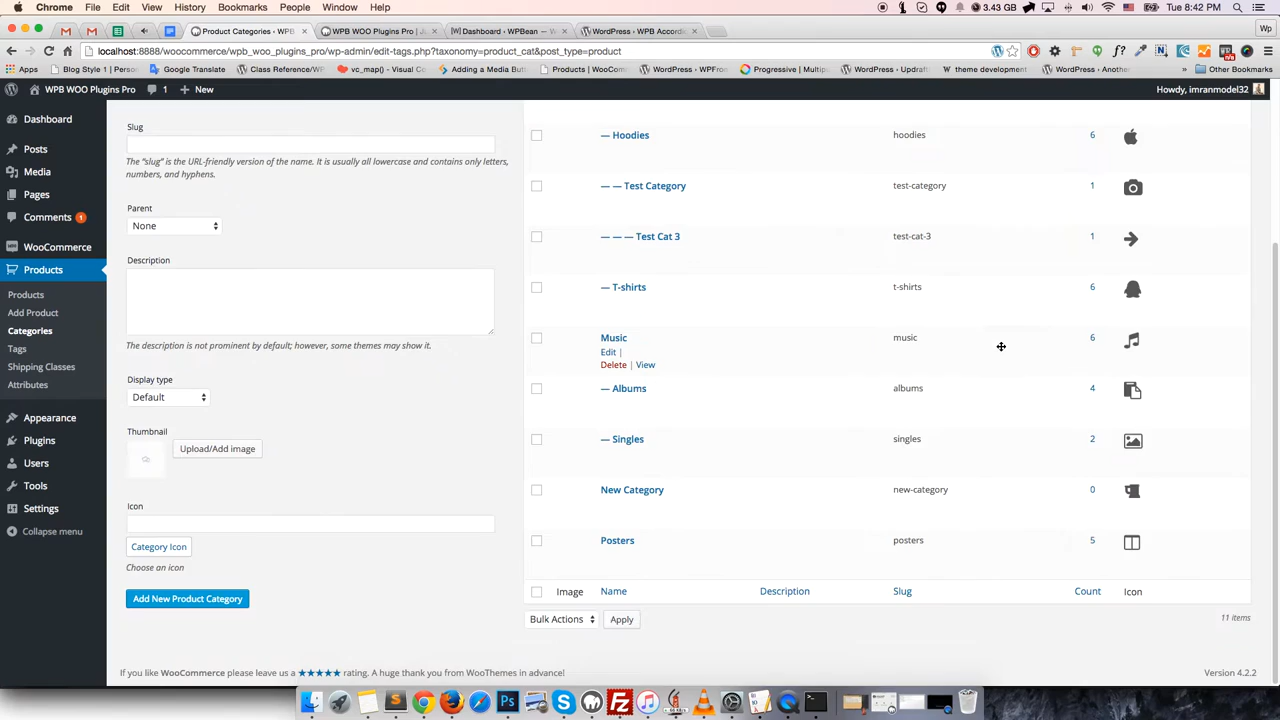 Chrome File Edit View History Bookmarks People Window Help 3.43 GB Tue 8:42 PM
Product Categories ‹ WPB WOO Plugins Pro | J Dashboard ‹ WPBean — W WordPress › WPB Accord Wp
localhost:8888/woocommerce/wpb_woo_plugins_pro/wp-admin/edit-tags.php?taxonomy=product_cat&post_type=product
Apps Blog Style 1 | Person Google Translate Class Reference/WP vc_map() - Visual Co Adding a Media Butt Products | WooComm WordPress › WPFroo Progressive | Multip WordPress › Updraft theme development WordPress › Another Other Bookmarks
WPB WOO Plugins Pro 1 + New Howdy, imranmodel32
Dashboard
Posts
Media
Pages
Comments 1
WooCommerce
Products
Products
Add Product
Categories
Tags
Shipping Classes
Attributes
Appearance
Plugins
Users
Tools
Settings
Collapse menu
Slug
The “slug” is the URL-friendly version of the name. It is usually all lowercase and contains only letters,
numbers, and hyphens.
Parent
None
Description
The description is not prominent by default; however, some themes may show it.
Display type
Default
Thumbnail
Upload/Add image
Icon
Category Icon
Choose an icon
Add New Product Category
— Hoodies hoodies 6
— — Test Category test-category 1
— — — Test Cat 3 test-cat-3 1
— T-shirts t-shirts 6
Music music 6
Edit |
Delete | View
— Albums albums 4
— Singles singles 2
New Category new-category 0
Posters posters 5
Image Name Description Slug Count Icon
Bulk Actions Apply 11 items
If you like WooCommerce please leave us a ★★★★★ rating. A huge thank you from WooThemes in advance! Version 4.2.2